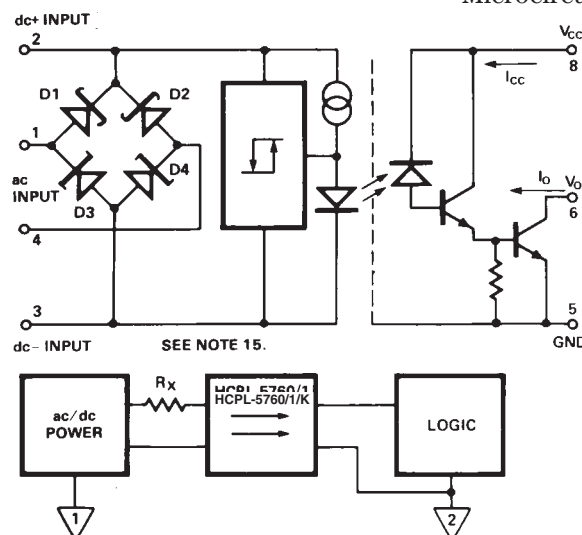 dc+ INPUT
2
D1
D2
1
ac
INPUT
D3
D4
4
3
dc– INPUT
SEE NOTE 15.
VCC
8
ICC
IO
VO
6
5
GND
ac/dc
POWER
RX
HCPL-5760/1
HCPL-5760/1/K
LOGIC
1
2